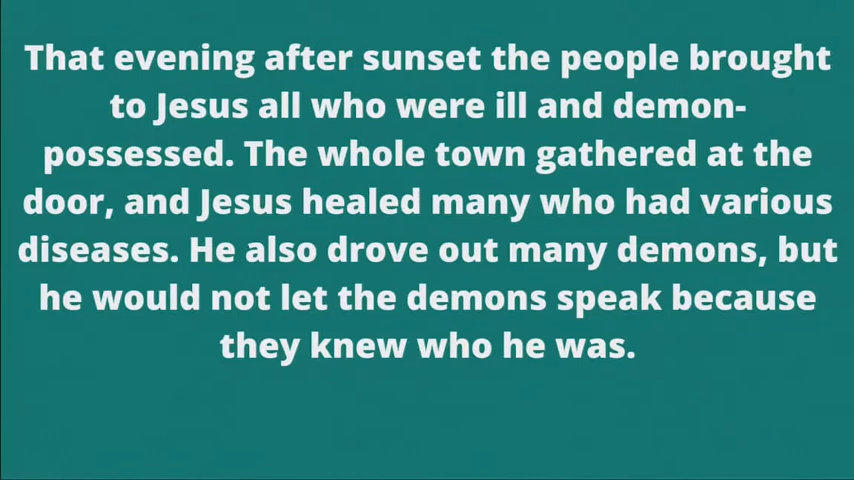 That evening after sunset the people brought
to Jesus all who were ill and demon-
possessed. The whole town gathered at the
door, and Jesus healed many who had various
diseases. He also drove out many demons, but
he would not let the demons speak because
they knew who he was.